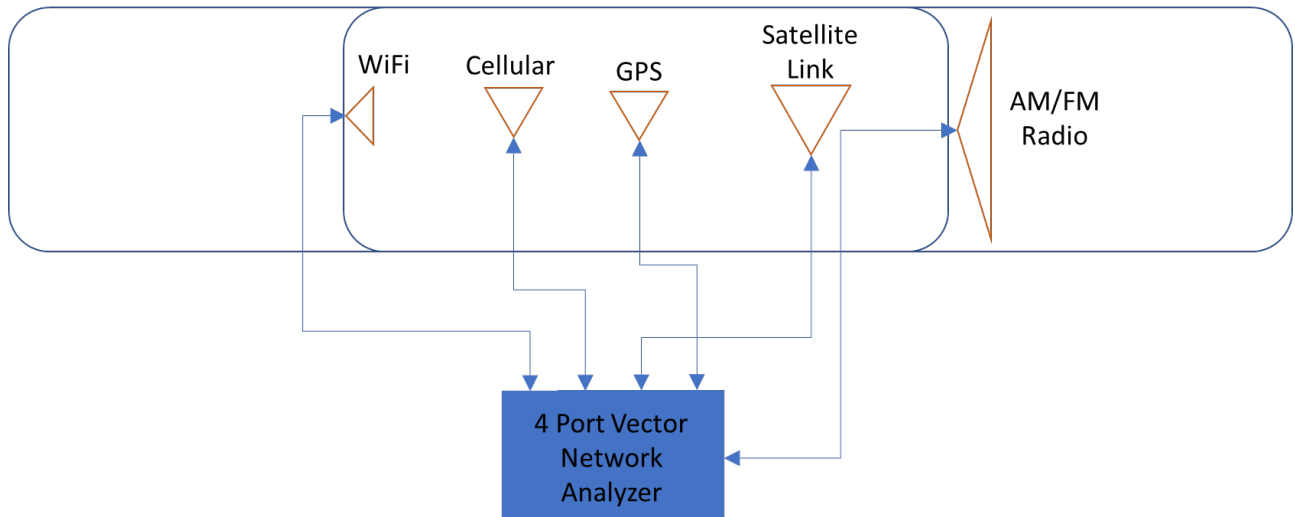 WiFi
Cellular
GPS
Satellite
Link
AM/FM
Radio
4 Port Vector
Network
Analyzer